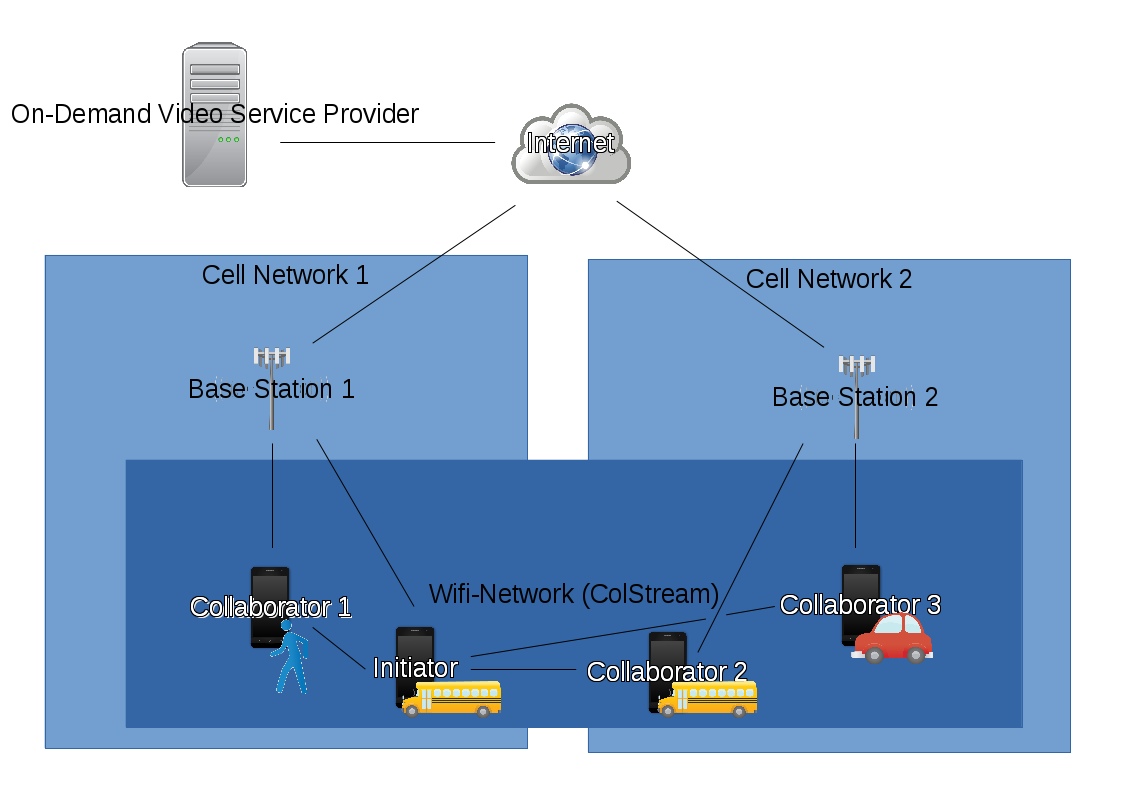 On-Demand Video Service Provider
Internet
Cell Network 1
Cell Network 2
Base Station 1
Base Station 2
Wifi-Network (ColStream)
Collaborator 1
Collaborator 3
Initiator
Collaborator 2